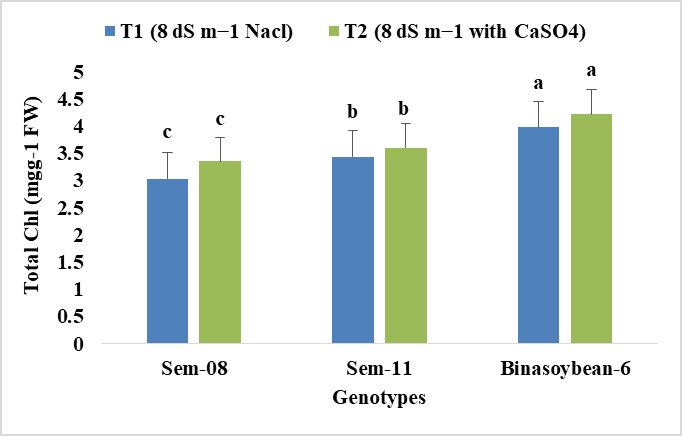 T1 (8 dS m−1 Nacl) T2 (8 dS m−1 with CaSO4)
Total Chl (mgg-1 FW)
5
4.5
4
3.5
3
2.5
2
1.5
1
0.5
0
c c b b a a
Sem-08 Sem-11 Binasoybean-6
Genotypes